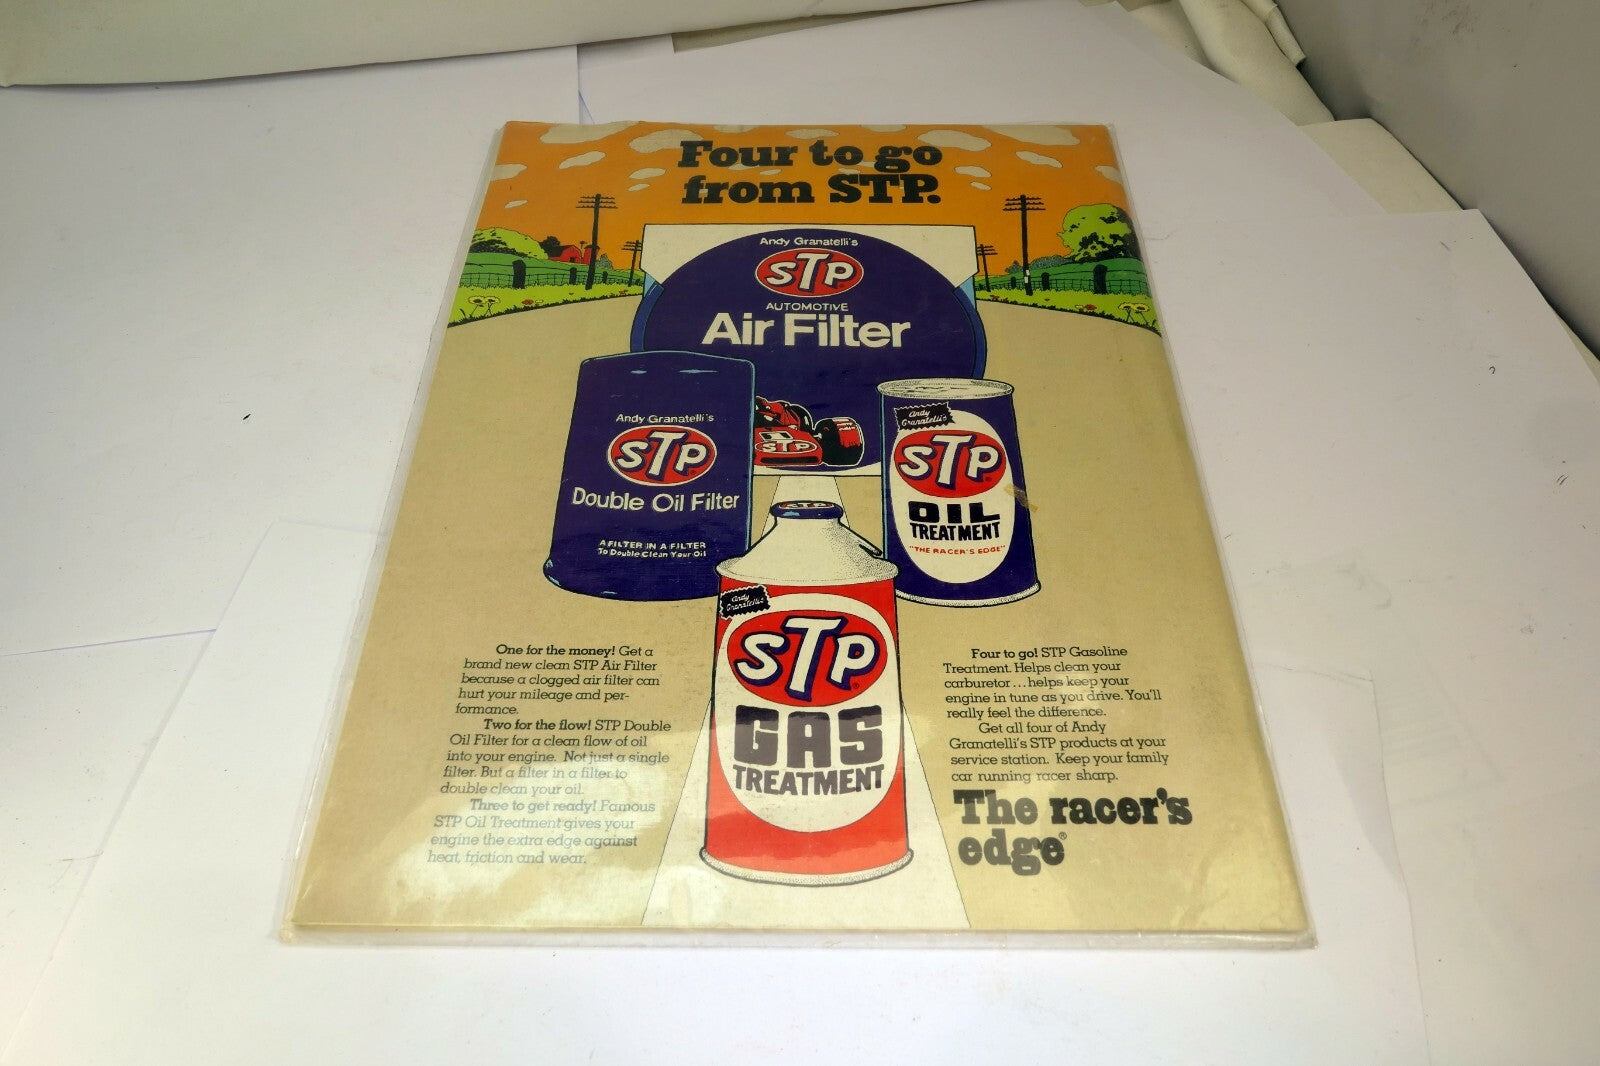 Four to go
from STP.
Andy Granatelli's
STP
AUTOMOTIVE
Air Filter
1
STP
Andy Granatelli's
STP
Double Oil Filter
A FILTER IN A FILTER
To Double Clean Your Oil
Andy
Granatelli's
STP
OIL
TREATMENT
"THE RACER'S EDGE"
STP
Andy
Granatelli's
STP
GAS
TREATMENT
One for the money! Get a
brand new clean STP Air Filter
because a clogged air filter can
hurt your mileage and per-
formance.
Two for the flow! STP Double
Oil Filter for a clean flow of oil
into your engine. Not just a single
filter. But a filter in a filter to
double clean your oil.
Three to get ready! Famous
STP Oil Treatment gives your
engine the extra edge against
heat, friction and wear.
Four to go! STP Gasoline
Treatment. Helps clean your
carburetor...helps keep your
engine in tune as you drive. You'll
really feel the difference.
Get all four of Andy
Granatelli's STP products at your
service station. Keep your family
car running racer sharp.
The racer's
edge®